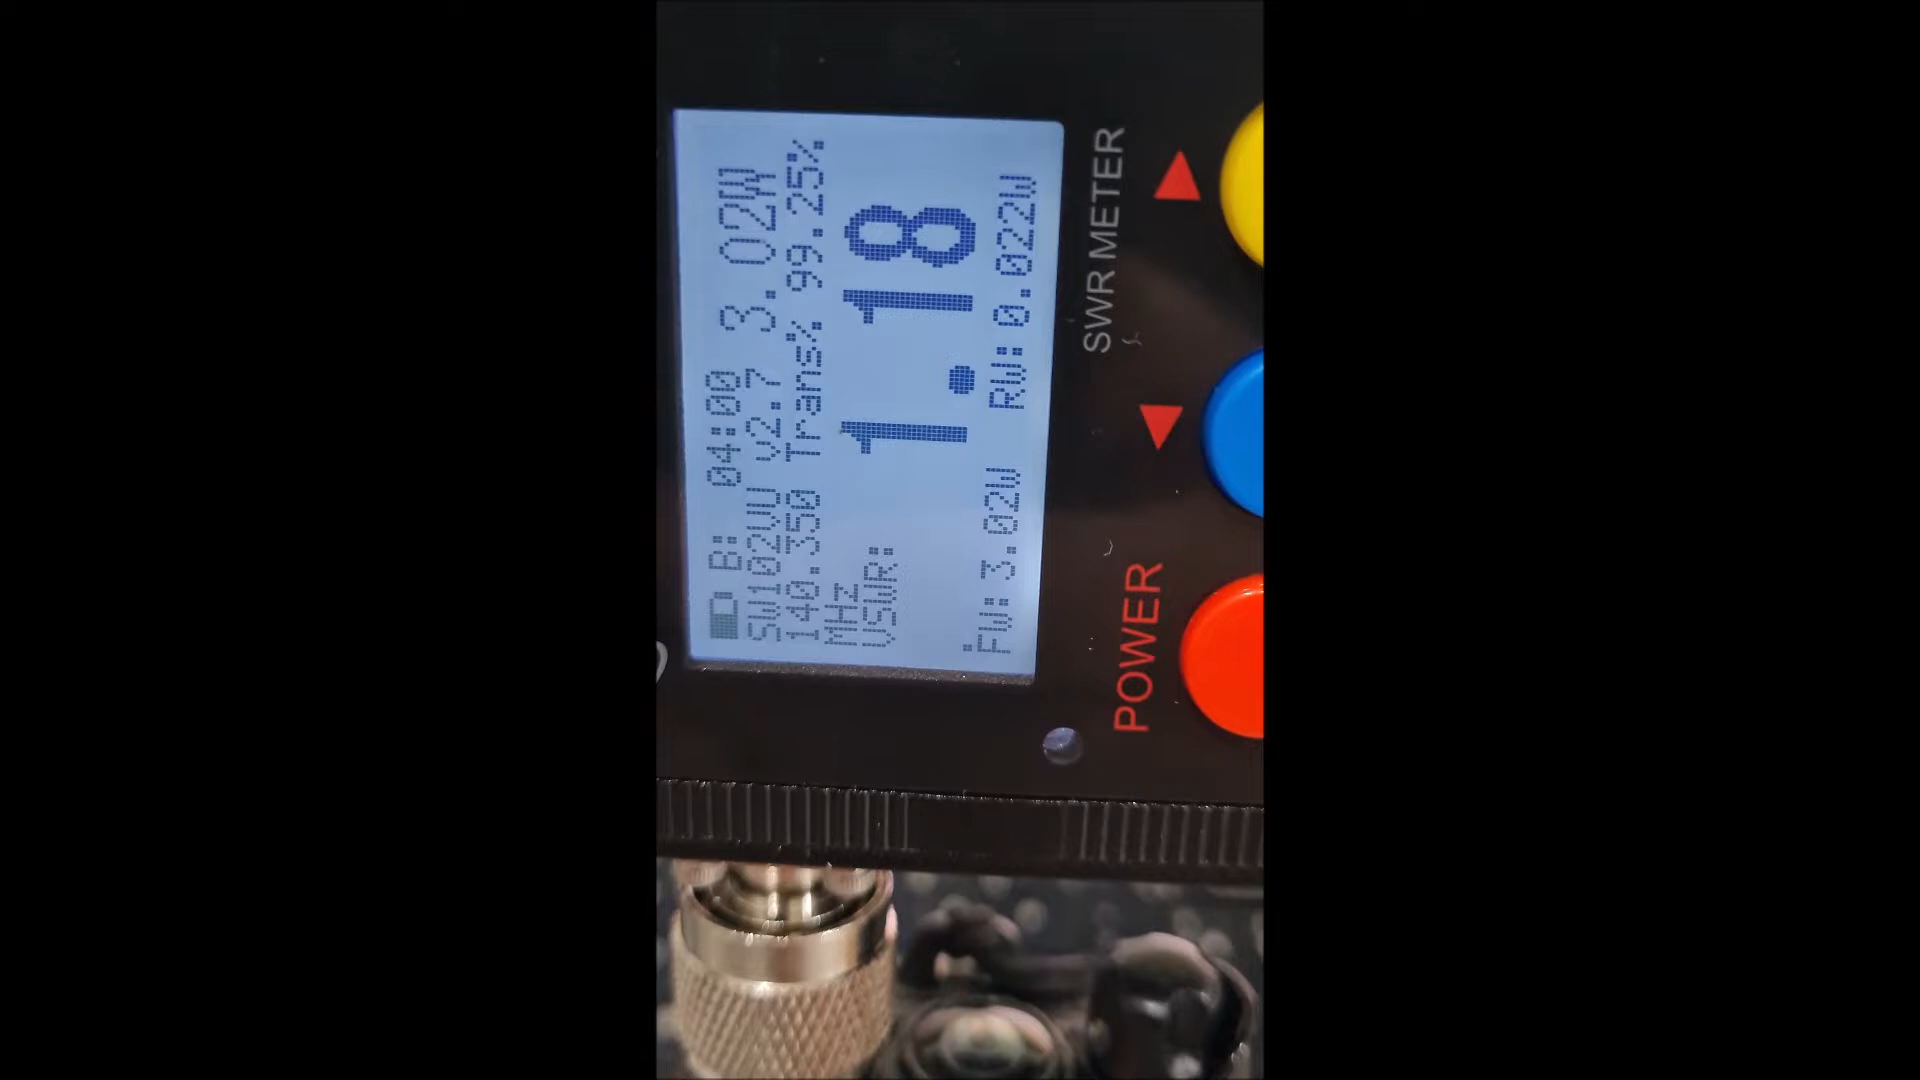 B: 04:00
SW102VU V2.7 3.02W
140.350 Trans% 99.25%
MHZ
VSWR:
1.18
FW:3.02W RW:0.022W
SWR METER
POWER